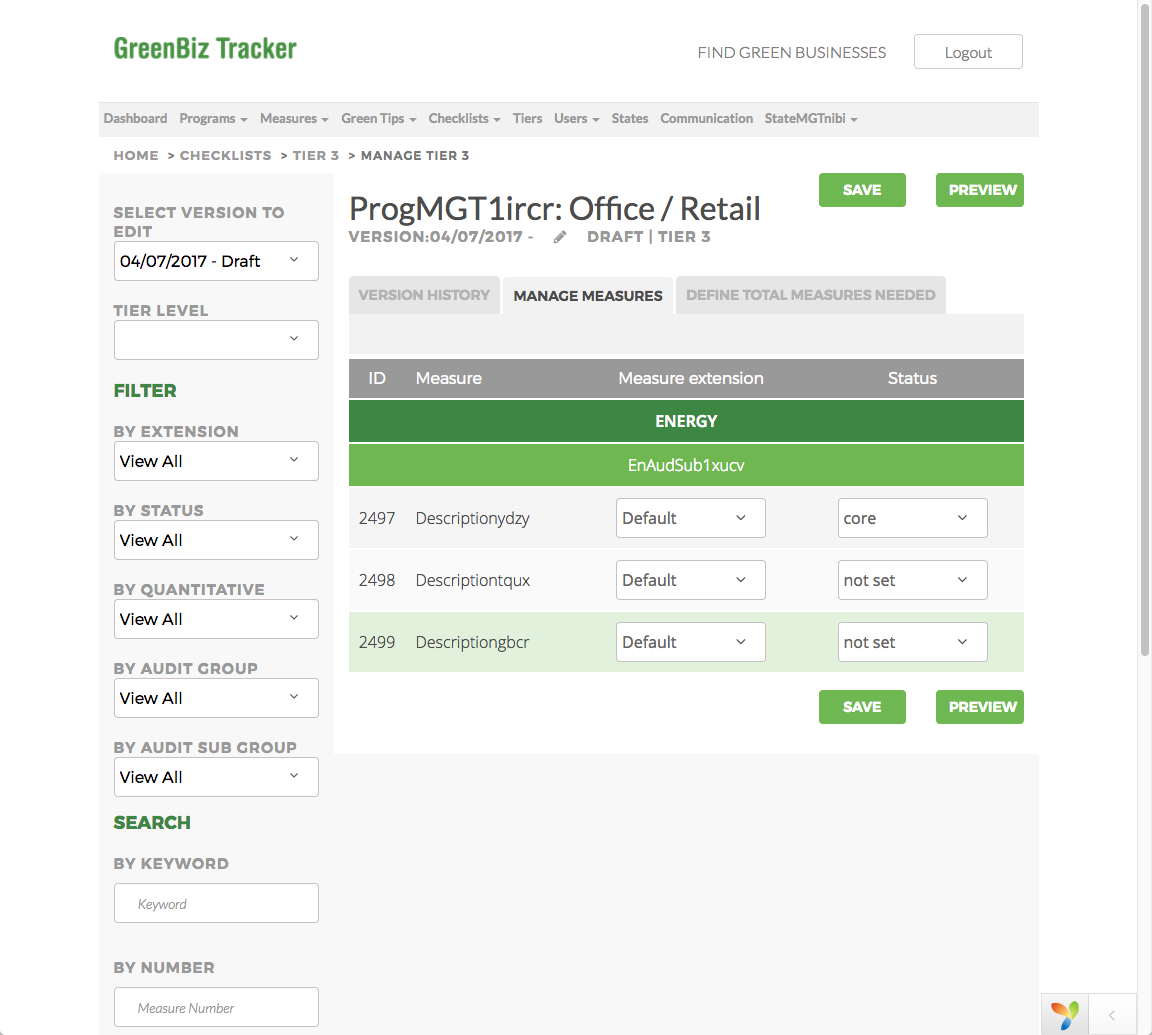 GreenBiz Tracker
FIND GREEN BUSINESSES
Logout
Dashboard Programs Measures Green Tips Checklists Tiers Users States Communication StateMGTnibi
HOME > CHECKLISTS > TIER 3 > MANAGE TIER 3
SELECT VERSION TO
EDIT
04/07/2017 - Draft
TIER LEVEL
FILTER
BY EXTENSION
View All
BY STATUS
View All
BY QUANTITATIVE
View All
BY AUDIT GROUP
View All
BY AUDIT SUB GROUP
View All
SEARCH
BY KEYWORD
Keyword
BY NUMBER
Measure Number
SAVE PREVIEW
ProgMGT1ircr: Office / Retail
VERSION:04/07/2017 - DRAFT | TIER 3
VERSION HISTORY MANAGE MEASURES DEFINE TOTAL MEASURES NEEDED
ID Measure Measure extension Status
ENERGY
EnAudSub1xucv
2497 Descriptionydzy Default core
2498 Descriptiontqux Default not set
2499 Descriptiongbcr Default not set
SAVE PREVIEW